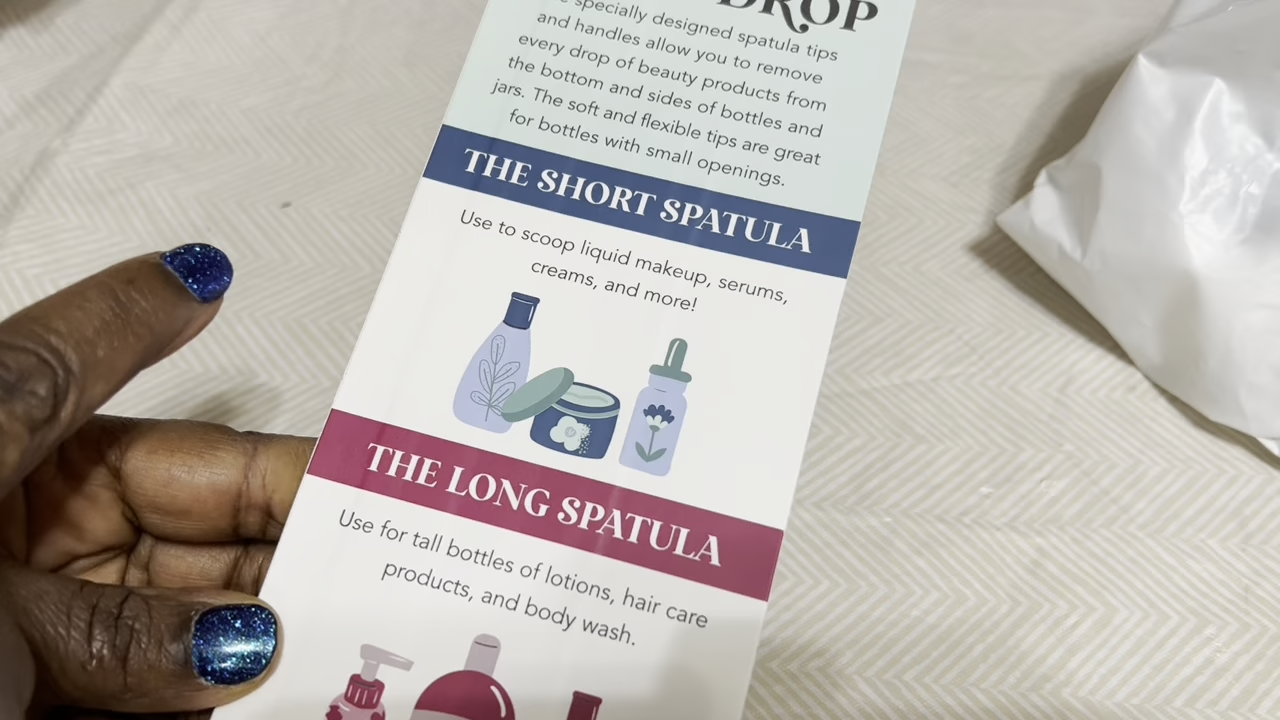 DROP
specially designed spatula tips
and handles allow you to remove
every drop of beauty products from
the bottom and sides of bottles and
jars. The soft and flexible tips are great
for bottles with small openings.
THE SHORT SPATULA
Use to scoop liquid makeup, serums,
creams, and more!
THE LONG SPATULA
Use for tall bottles of lotions, hair care
products, and body wash.